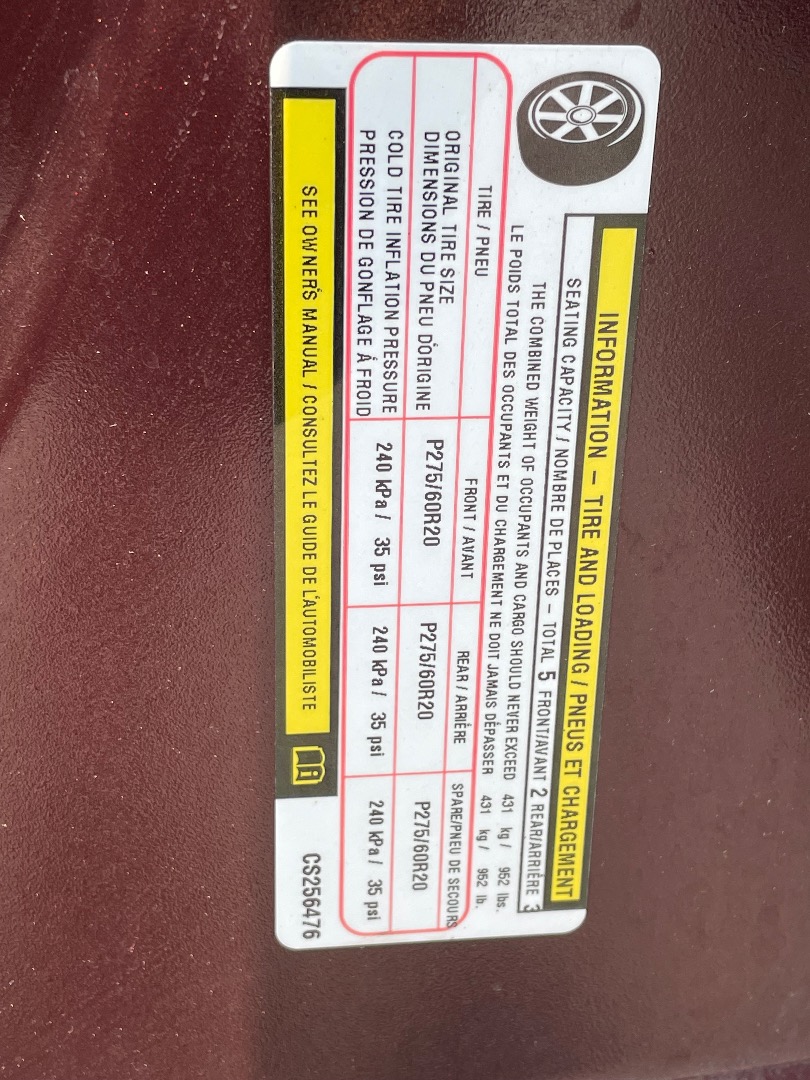 INFORMATION – TIRE AND LOADING / PNEUS ET CHARGEMENT
SEATING CAPACITY / NOMBRE DE PLACES – TOTAL 5 FRONT/AVANT 2 REAR/ARRIÈRE 3
THE COMBINED WEIGHT OF OCCUPANTS AND CARGO SHOULD NEVER EXCEED 431 kg / 952 lbs.
LE POIDS TOTAL DES OCCUPANTS ET DU CHARGEMENT NE DOIT JAMAIS DÉPASSER 431 kg / 952 lb.
TIRE / PNEU FRONT / AVANT REAR / ARRIÈRE SPARE/PNEU DE SECOURS
ORIGINAL TIRE SIZE
DIMENSIONS DU PNEU D'ORIGINE P275/60R20 P275/60R20 P275/60R20
COLD TIRE INFLATION PRESSURE 240 kPa / 35 psi 240 kPa / 35 psi 240 kPa / 35 psi
PRESSION DE GONFLAGE À FROID
SEE OWNER'S MANUAL / CONSULTEZ LE GUIDE DE L'AUTOMOBILISTE
CS256476